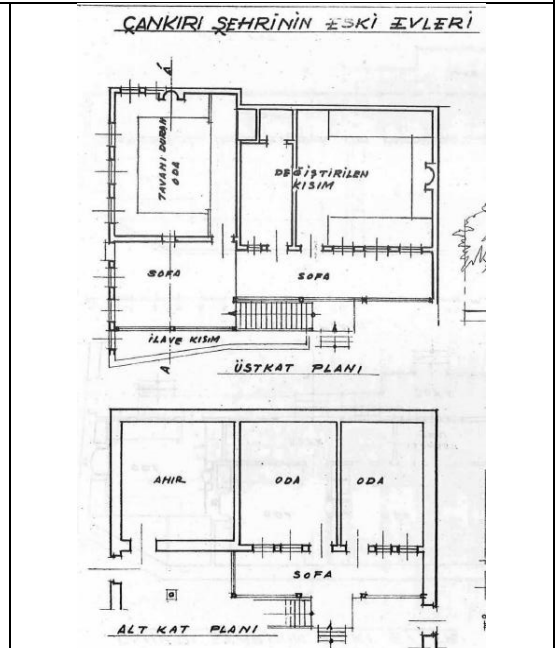 ÇANKIRI ŞEHRİNİN ESKİ EVLERİ
A'
TAVANI DURAN
ODA
DEĞİŞTİRİLEN
KISIM
SOFA
SOFA
İLAVE KISIM
A
ÜSTKAT PLANI
AHIR
ODA
ODA
SOFA
ALT KAT PLANI